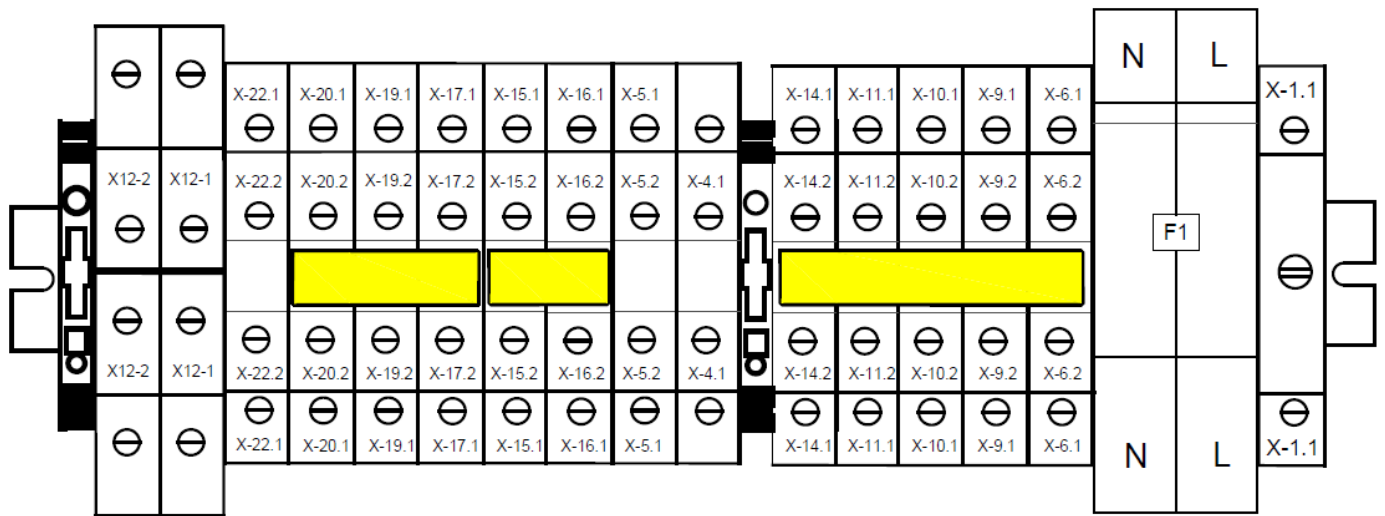 N L
X-22.1 X-20.1 X-19.1 X-17.1 X-15.1 X-16.1 X-5.1 X-14.1 X-11.1 X-10.1 X-9.1 X-6.1 X-1.1
X12-2 X12-1 X-22.2 X-20.2 X-19.2 X-17.2 X-15.2 X-16.2 X-5.2 X-4.1 X-14.2 X-11.2 X-10.2 X-9.2 X-6.2
F1
X12-2 X12-1 X-22.2 X-20.2 X-19.2 X-17.2 X-15.2 X-16.2 X-5.2 X-4.1 X-14.2 X-11.2 X-10.2 X-9.2 X-6.2
X-22.1 X-20.1 X-19.1 X-17.1 X-15.1 X-16.1 X-5.1 X-14.1 X-11.1 X-10.1 X-9.1 X-6.1 N L X-1.1